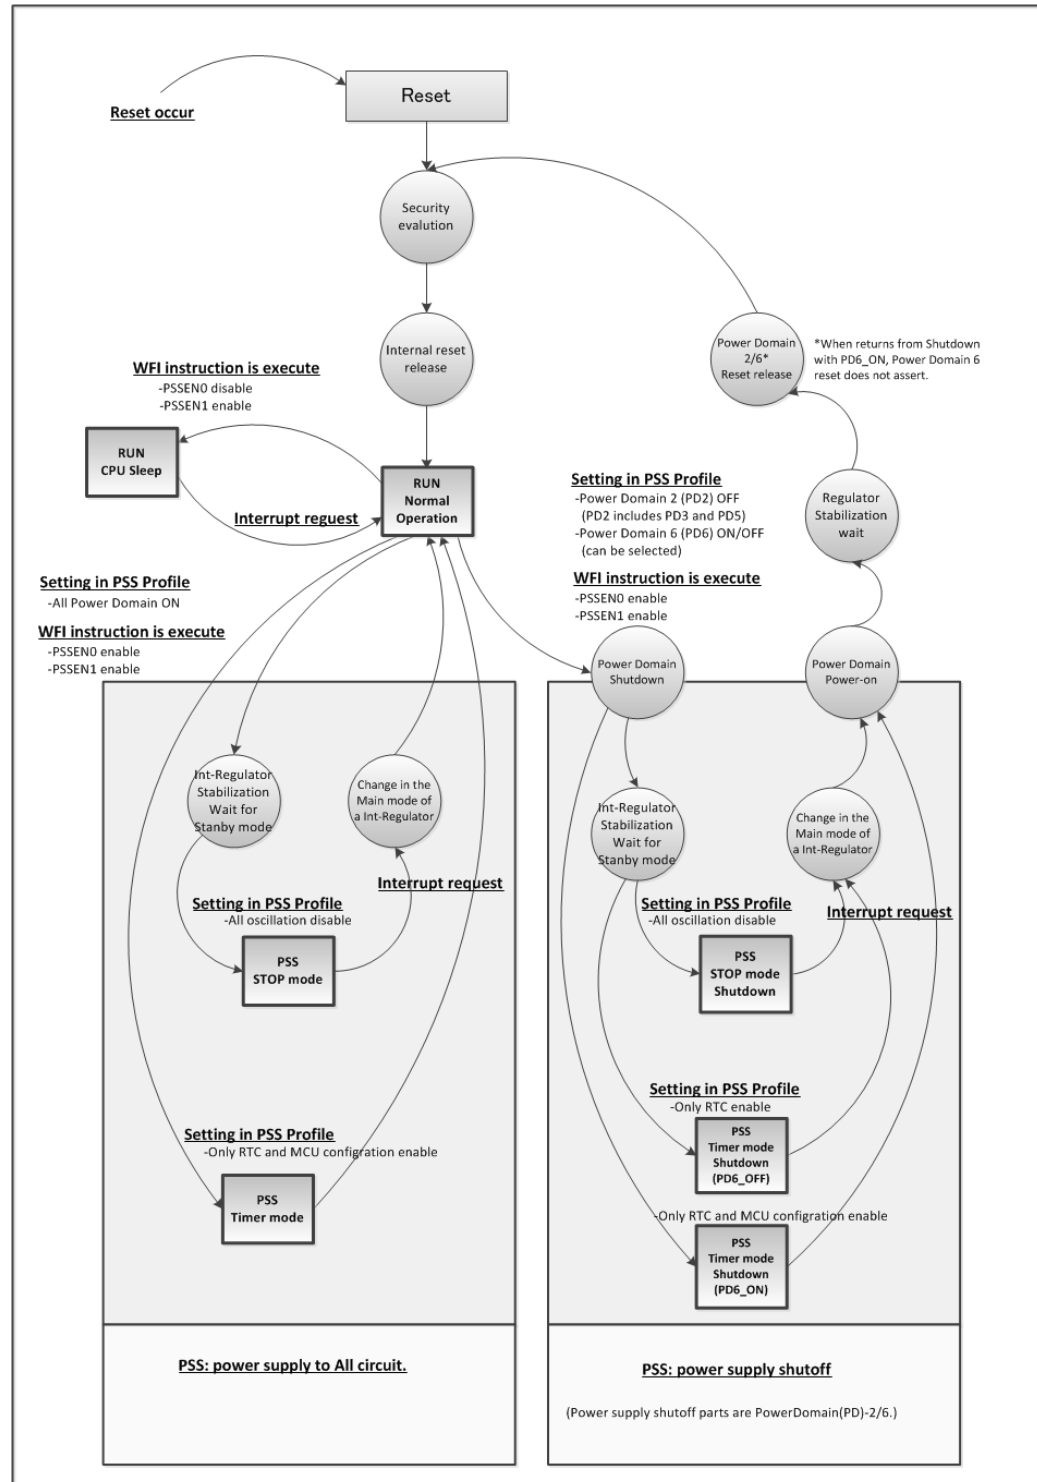 Reset
Reset occur
Security
evalution
Internal reset
release
Power Domain
2/6*
Reset release
*When returns from Shutdown
with PD6_ON, Power Domain 6
reset does not assert.
WFI instruction is execute
-PSSEN0 disable
-PSSEN1 enable
RUN
CPU Sleep
RUN
Normal
Operation
Interrupt reguest
Setting in PSS Profile
-Power Domain 2 (PD2) OFF
(PD2 includes PD3 and PD5)
-Power Domain 6 (PD6) ON/OFF
(can be selected)
WFI instruction is execute
-PSSEN0 enable
-PSSEN1 enable
Regulator
Stabilization
wait
Setting in PSS Profile
-All Power Domain ON
WFI instruction is execute
-PSSEN0 enable
-PSSEN1 enable
Power Domain
Shutdown
Power Domain
Power-on
Int-Regulator
Stabilization
Wait for
Stanby mode
Change in the
Main mode of
a Int-Regulator
Interrupt request
Setting in PSS Profile
-All oscillation disable
PSS
STOP mode
Setting in PSS Profile
-Only RTC and MCU configration enable
PSS
Timer mode
PSS: power supply to All circuit.
Int-Regulator
Stabilization
Wait for
Stanby mode
Change in the
Main mode of
a Int-Regulator
Setting in PSS Profile
-All oscillation disable
Interrupt request
PSS
STOP mode
Shutdown
Setting in PSS Profile
-Only RTC enable
PSS
Timer mode
Shutdown
(PD6_OFF)
-Only RTC and MCU configration enable
PSS
Timer mode
Shutdown
(PD6_ON)
PSS: power supply shutoff
(Power supply shutoff parts are PowerDomain(PD)-2/6.)